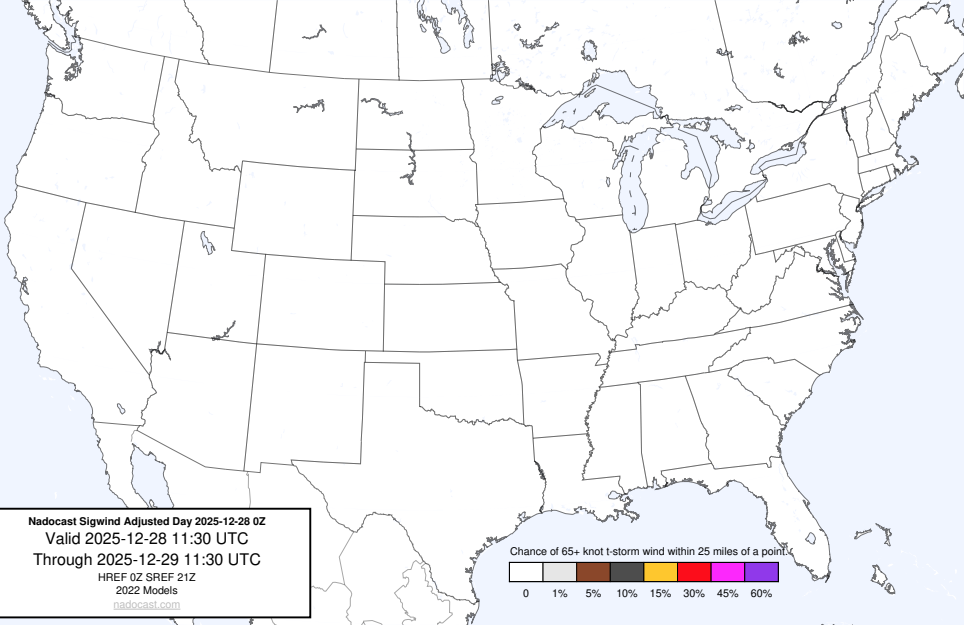 Nadocast Sigwind Adjusted Day 2025-12-28 0Z
Valid 2025-12-28 11:30 UTC
Through 2025-12-29 11:30 UTC
HREF 0Z SREF 21Z
2022 Models
nadocast.com
Chance of 65+ knot t-storm wind within 25 miles of a point.
0 1% 5% 10% 15% 30% 45% 60%